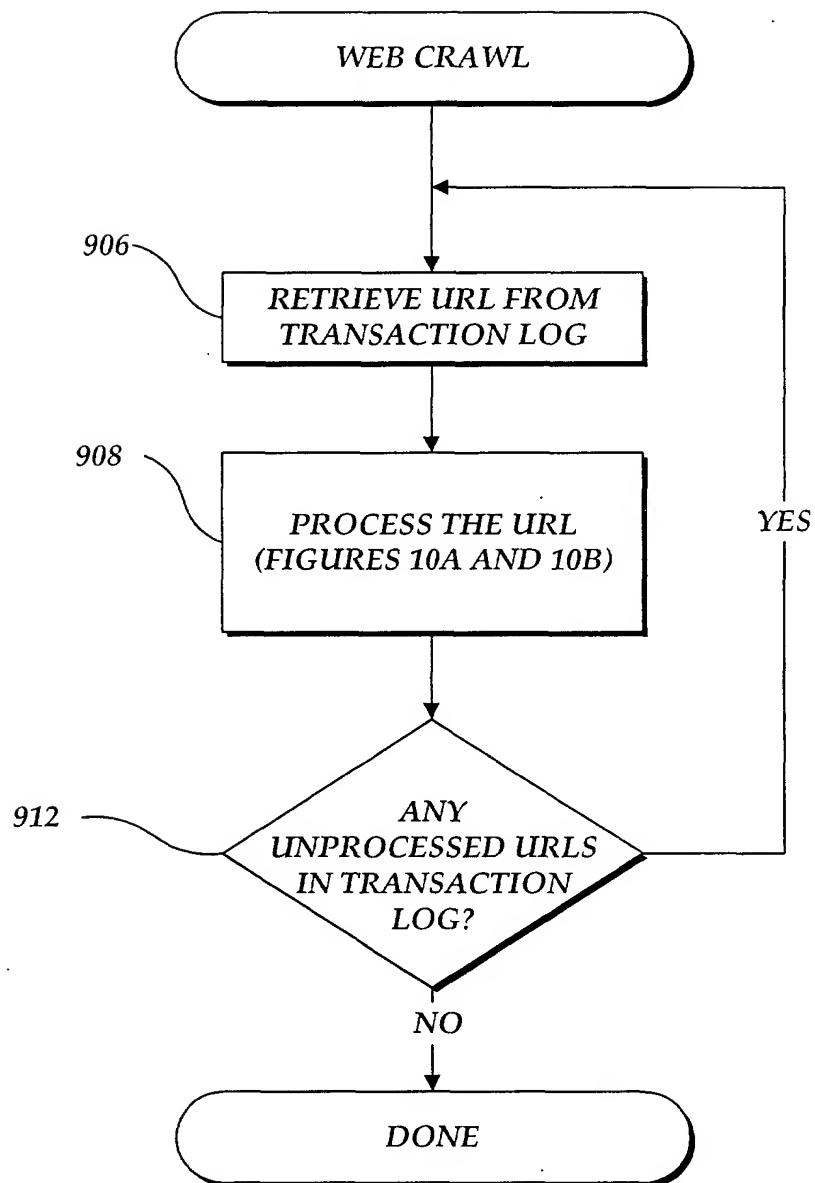 WEB CRAWL
906
RETRIEVE URL FROM
TRANSACTION LOG
908
PROCESS THE URL
(FIGURES 10A AND 10B)
YES
912
ANY
UNPROCESSED URLS
IN TRANSACTION
LOG?
NO
DONE